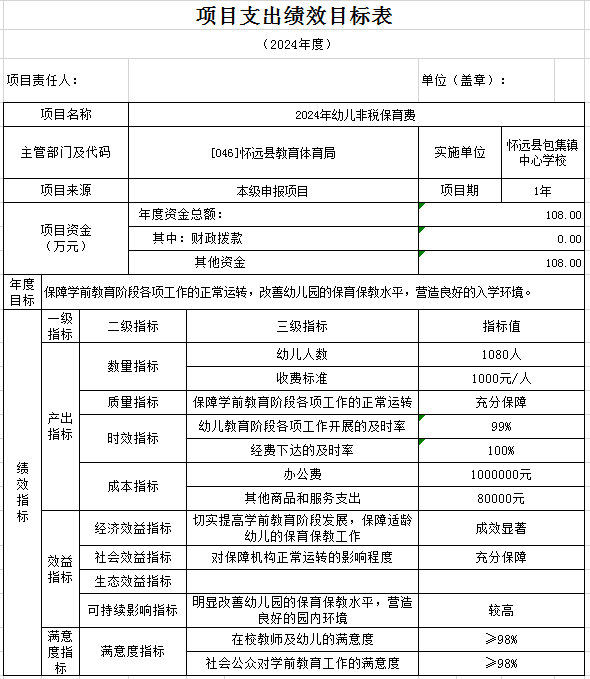 项目支出绩效目标表
（2024年度）
项目责任人： 单位（盖章）：
项目名称 2024年幼儿非税保育费
主管部门及代码 [046]怀远县教育体育局 实施单位 怀远县包集镇
中心学校
项目来源 本级申报项目 项目期 1年
项目资金
（万元）
年度资金总额： 108.00
其中：财政拨款 0.00
其他资金 108.00
年度
目标
保障学前教育阶段各项工作的正常运转，改善幼儿园的保育保教水平，营造良好的入学环境。
绩效指标
一级
指标
二级指标 三级指标 指标值
产出
指标
数量指标 幼儿人数 1080人
收费标准 1000元/人
质量指标 保障学前教育阶段各项工作的正常运转 充分保障
时效指标 幼儿教育阶段各项工作开展的及时率 99%
经费下达的及时率 100%
成本指标 办公费 1000000元
其他商品和服务支出 80000元
效益
指标
经济效益指标 切实提高学前教育阶段发展，保障适龄
幼儿的保育保教工作 成效显著
社会效益指标 对保障机构正常运转的影响程度 充分保障
生态效益指标
可持续影响指标 明显改善幼儿园的保育保教水平，营造
良好的园内环境 较高
满意
度指
标
满意度指标 在校教师及幼儿的满意度 ≥98%
社会公众对学前教育工作的满意度 ≥98%